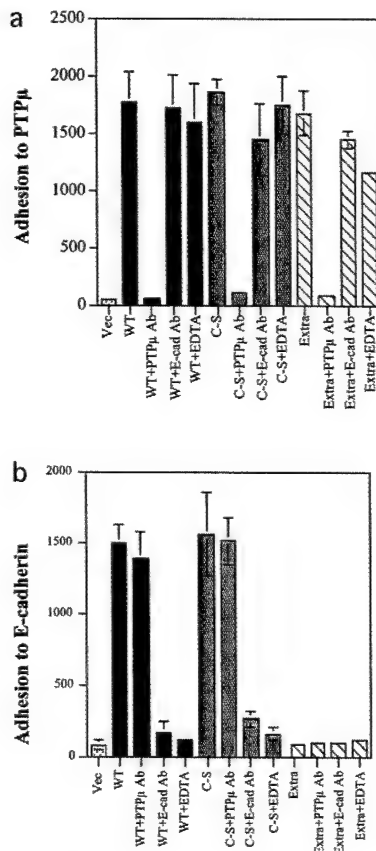 a
2500
2000
1500
1000
500
0
Adhesion to PTPμ
Vec
WT
WT+PTPμ Ab
WT+E-cad Ab
WT+EDTA
C-S
C-S+PTPμ Ab
C-S+E-cad Ab
C-S+EDTA
Extra
Extra+PTPμ Ab
Extra+E-cad Ab
Extra+EDTA
b
2000
1500
1000
500
0
Adhesion to E-cadherin
Vec
WT
WT+PTPμ Ab
WT+E-cad Ab
WT+EDTA
C-S
C-S+PTPμ Ab
C-S+E-cad Ab
C-S+EDTA
Extra
Extra+PTPμ Ab
Extra+E-cad Ab
Extra+EDTA